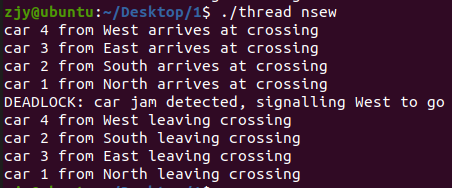 zjy@ubuntu:~/Desktop/1$ ./thread nsew
car 4 from West arrives at crossing
car 3 from East arrives at crossing
car 2 from South arrives at crossing
car 1 from North arrives at crossing
DEADLOCK: car jam detected, signalling West to go
car 4 from West leaving crossing
car 2 from South leaving crossing
car 3 from East leaving crossing
car 1 from North leaving crossing